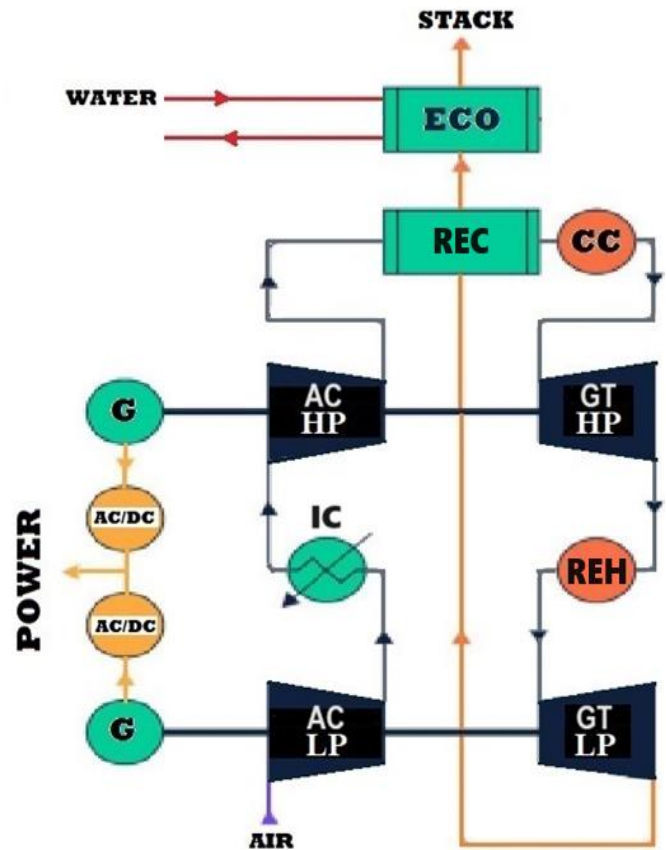 STACK
WATER
ECO
REC
CC
G
AC
HP
GT
HP
AC/DC
IC
POWER
REH
AC/DC
G
AC
LP
GT
LP
AIR